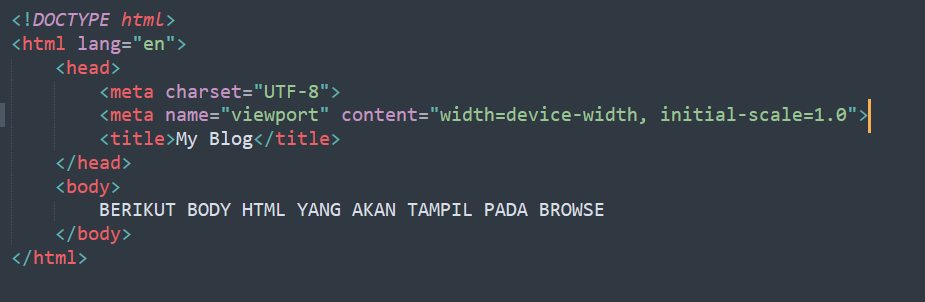 <!DOCTYPE html>
<html lang="en">
    <head>
        <meta charset="UTF-8">
        <meta name="viewport" content="width=device-width, initial-scale=1.0">
        <title>My Blog</title>
    </head>
    <body>
        BERIKUT BODY HTML YANG AKAN TAMPIL PADA BROWSE
    </body>
</html>